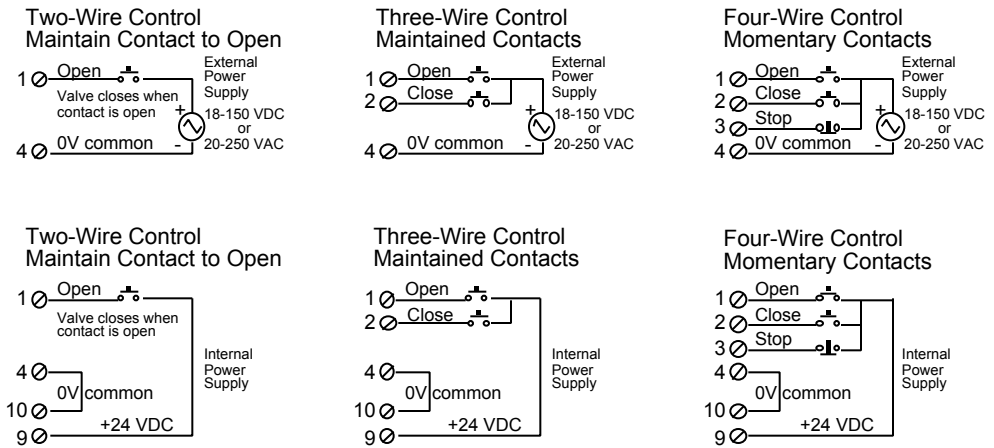 Two-Wire Control
Maintain Contact to Open
1 Open
Valve closes when
contact is open
4 0V common
External
Power
Supply
+
18-150 VDC
or
20-250 VAC
-
Three-Wire Control
Maintained Contacts
1 Open
2 Close
4 0V common
External
Power
Supply
+
18-150 VDC
or
20-250 VAC
-
Four-Wire Control
Momentary Contacts
1 Open
2 Close
3 Stop
4 0V common
External
Power
Supply
+
18-150 VDC
or
20-250 VAC
-
Two-Wire Control
Maintain Contact to Open
1 Open
Valve closes when
contact is open
4
0V common
10
9 +24 VDC
Internal
Power
Supply
Three-Wire Control
Maintained Contacts
1 Open
2 Close
4
0V common
10
9 +24 VDC
Internal
Power
Supply
Four-Wire Control
Momentary Contacts
1 Open
2 Close
3 Stop
4
0V common
10
9 +24 VDC
Internal
Power
Supply